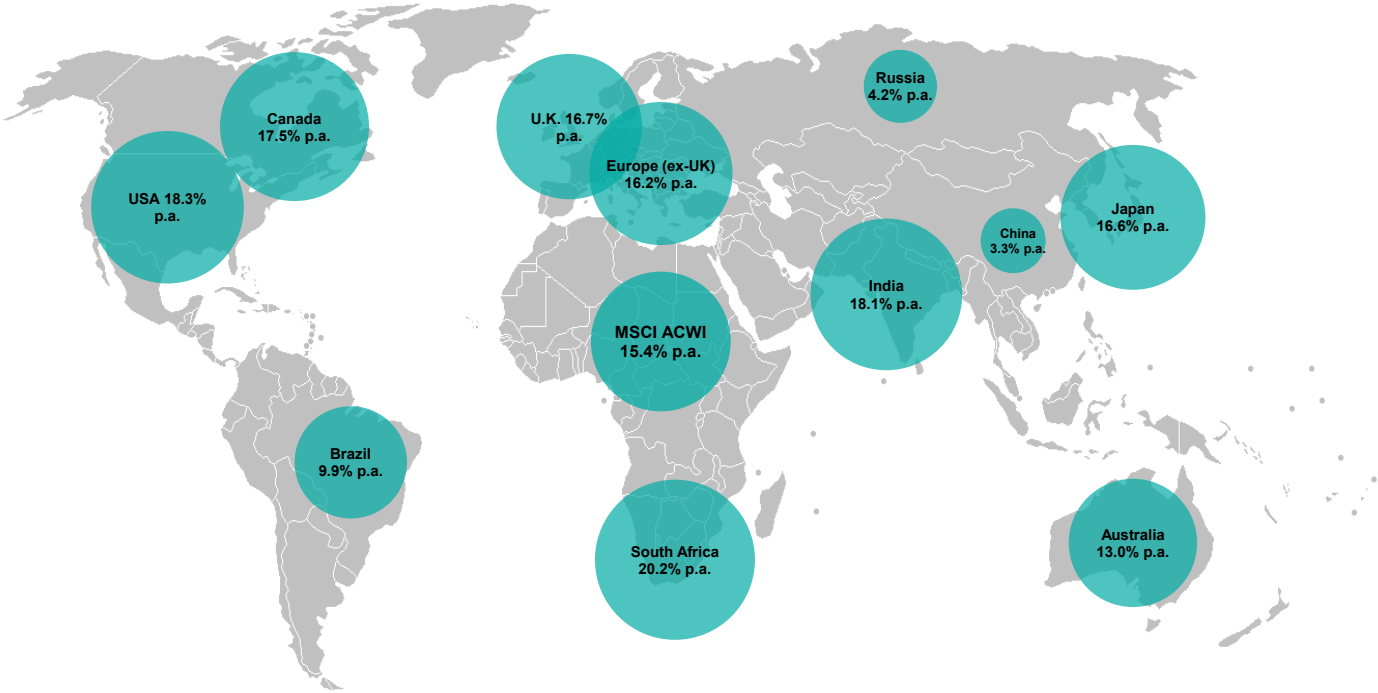 Canada
17.5% p.a.
USA 18.3%
p.a.
U.K. 16.7%
p.a.
Europe (ex-UK)
16.2% p.a.
Russia
4.2% p.a.
Japan
16.6% p.a.
China
3.3% p.a.
India
18.1% p.a.
MSCI ACWI
15.4% p.a.
Brazil
9.9% p.a.
South Africa
20.2% p.a.
Australia
13.0% p.a.